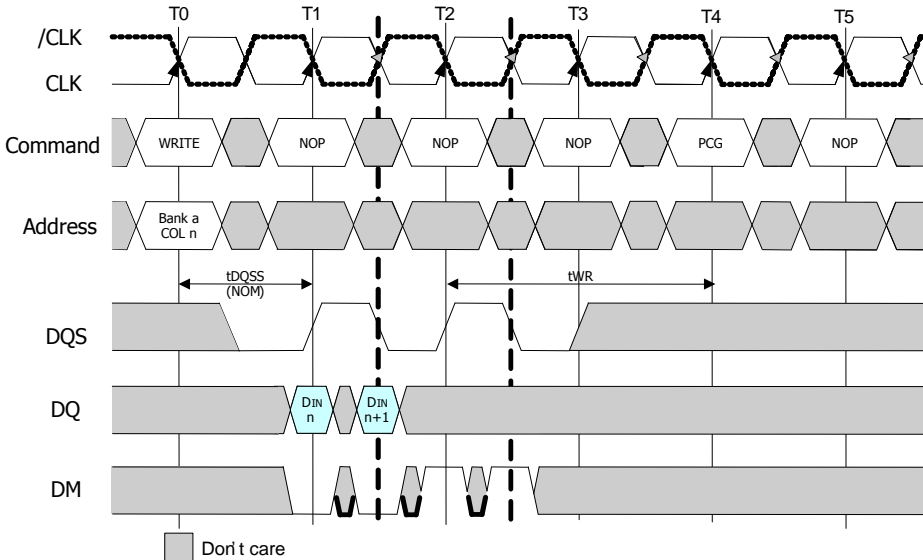 T0 T1 T2 T3 T4 T5
/CLK
CLK
Command WRITE NOP NOP NOP PCG NOP
Address Bank a
COL n
tDQSS
(NOM)
tWR
DQS
DQ DIN
n
DIN
n+1
DM
Don't care